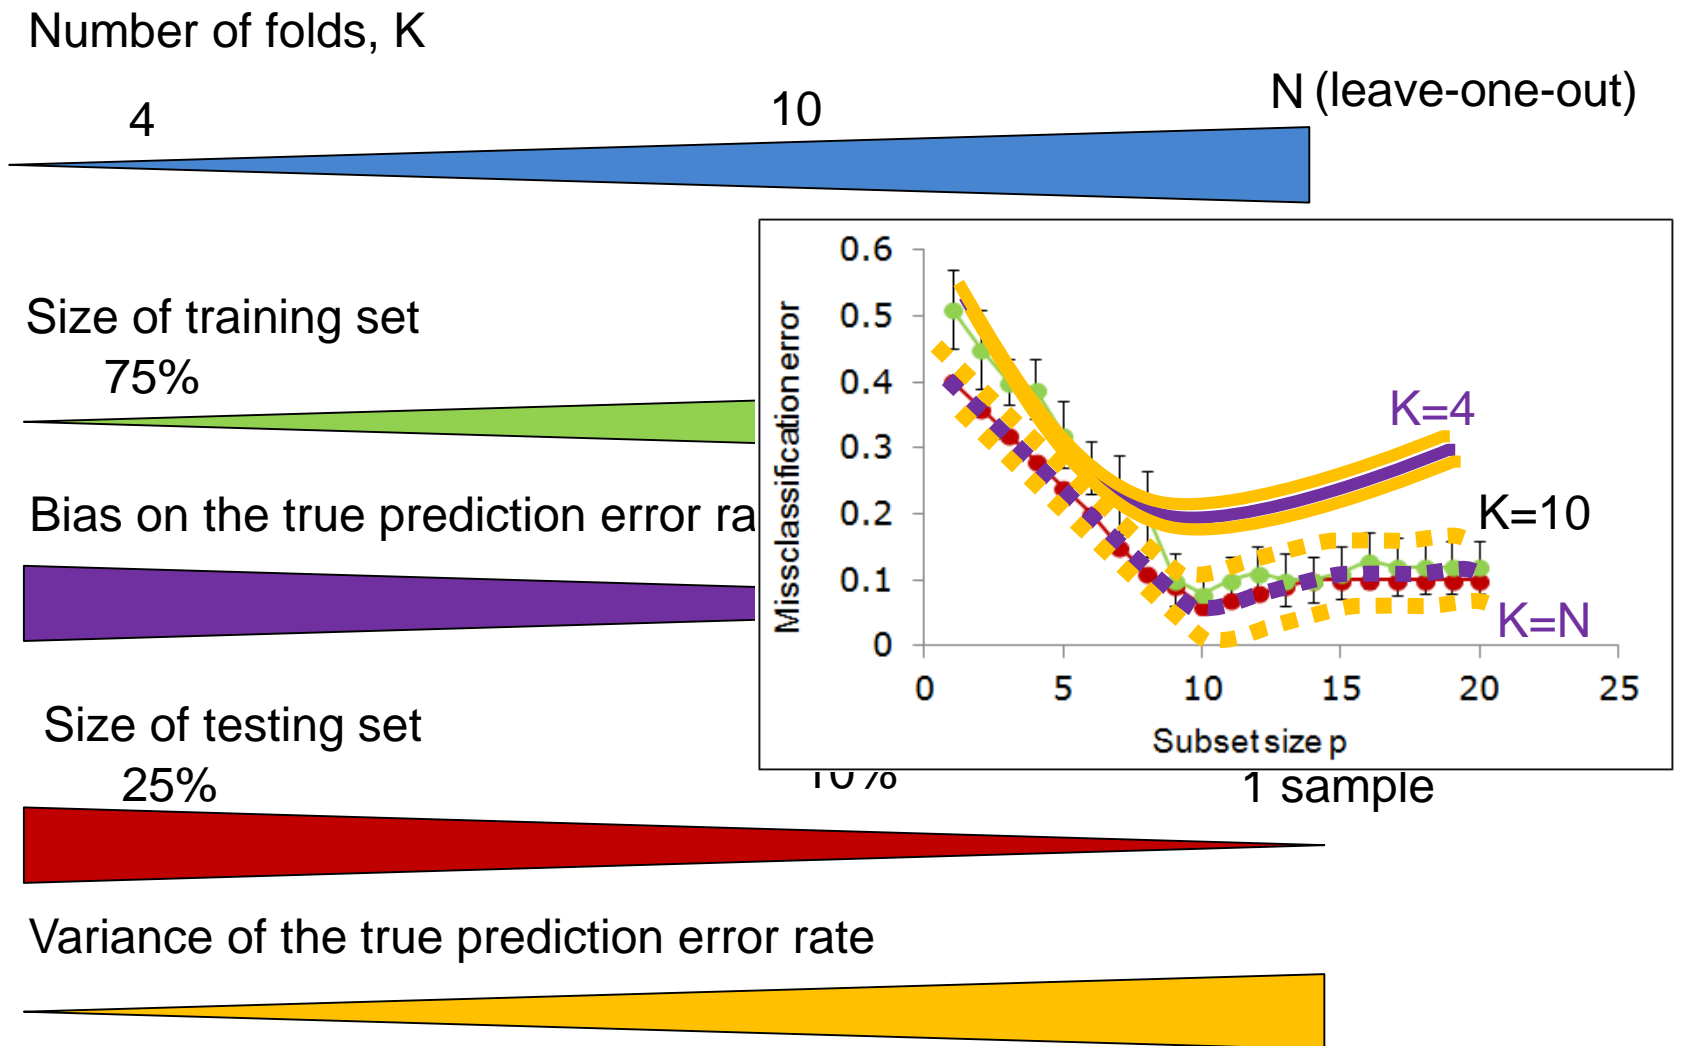 Number of folds, K
4
10
N (leave-one-out)
Size of training set
75%
Bias on the true prediction error ra
Size of testing set
25%
10%
1 sample
Variance of the true prediction error rate
Missclassification error
0.6
0.5
0.4
0.3
0.2
0.1
0
0 5 10 15 20 25
Subset size p
K=4
K=10
K=N